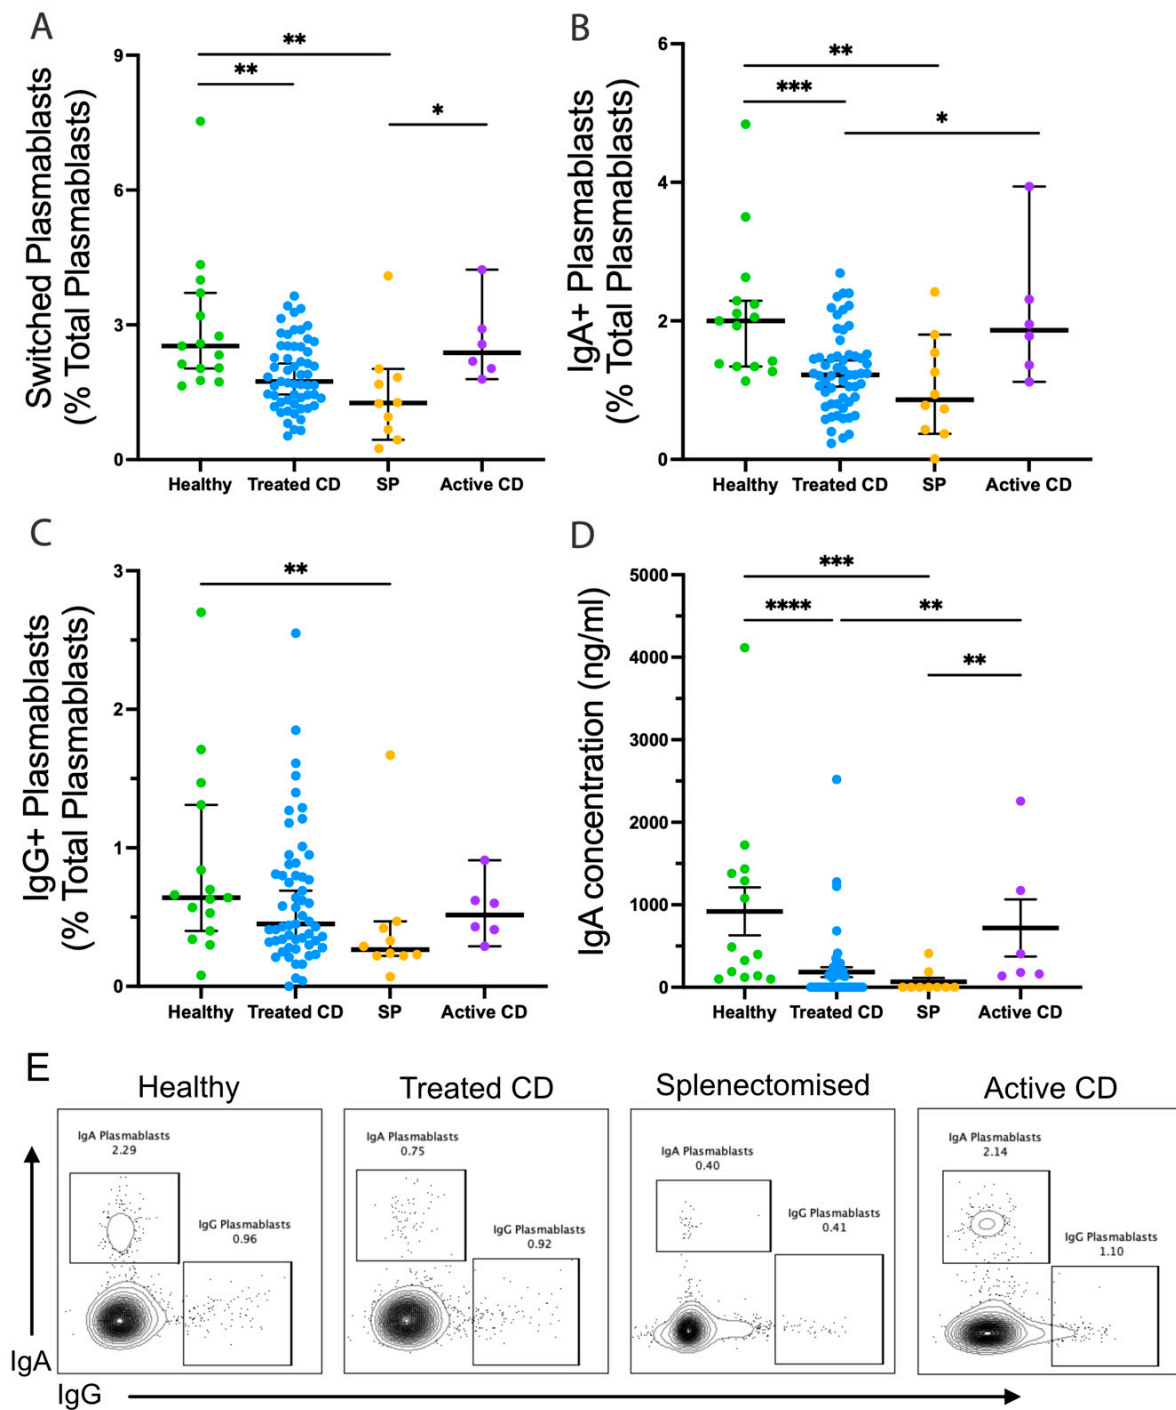 A
Switched Plasmablasts
(% Total Plasmablasts)
9
6
3
0
**
**
*
Healthy Treated CD SP Active CD
B
IgA+ Plasmablasts
(% Total Plasmablasts)
6
4
2
0
**
***
*
Healthy Treated CD SP Active CD
C
IgG+ Plasmablasts
(% Total Plasmablasts)
3
2
1
0
**
Healthy Treated CD SP Active CD
D
IgA concentration (ng/ml)
5000
4000
3000
2000
1000
0
***
****
**
**
Healthy Treated CD SP Active CD
E
Healthy Treated CD Splenectomised Active CD
IgA Plasmablasts
2.29
IgG Plasmablasts
0.96
IgA Plasmablasts
0.75
IgG Plasmablasts
0.92
IgA Plasmablasts
0.40
IgG Plasmablasts
0.41
IgA Plasmablasts
2.14
IgG Plasmablasts
1.10
IgA
IgG